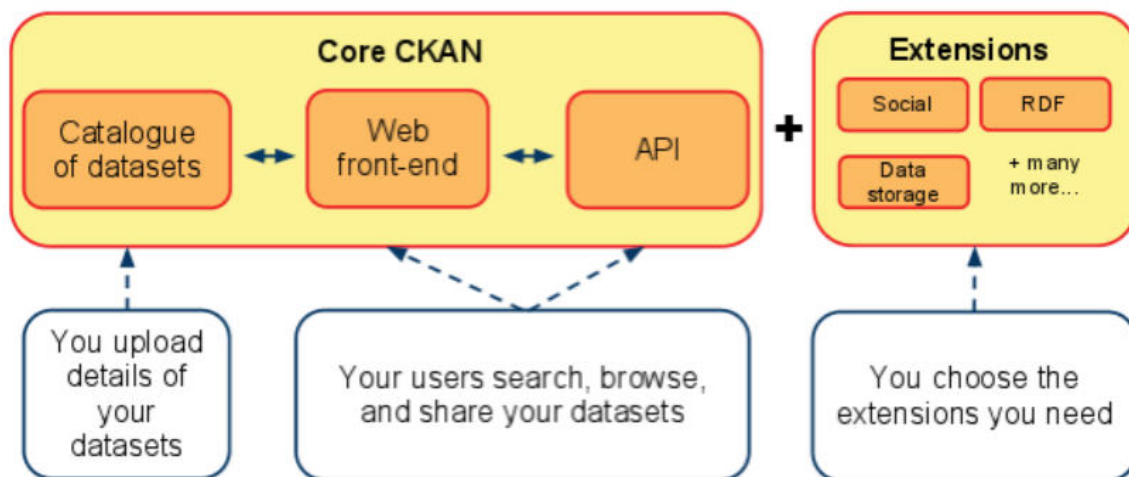 Core CKAN
Catalogue
of datasets
Web
front-end
API
+
Extensions
Social
RDF
Data
storage
+ many
more...
You upload
details of
your
datasets
Your users search, browse,
and share your datasets
You choose the
extensions you need